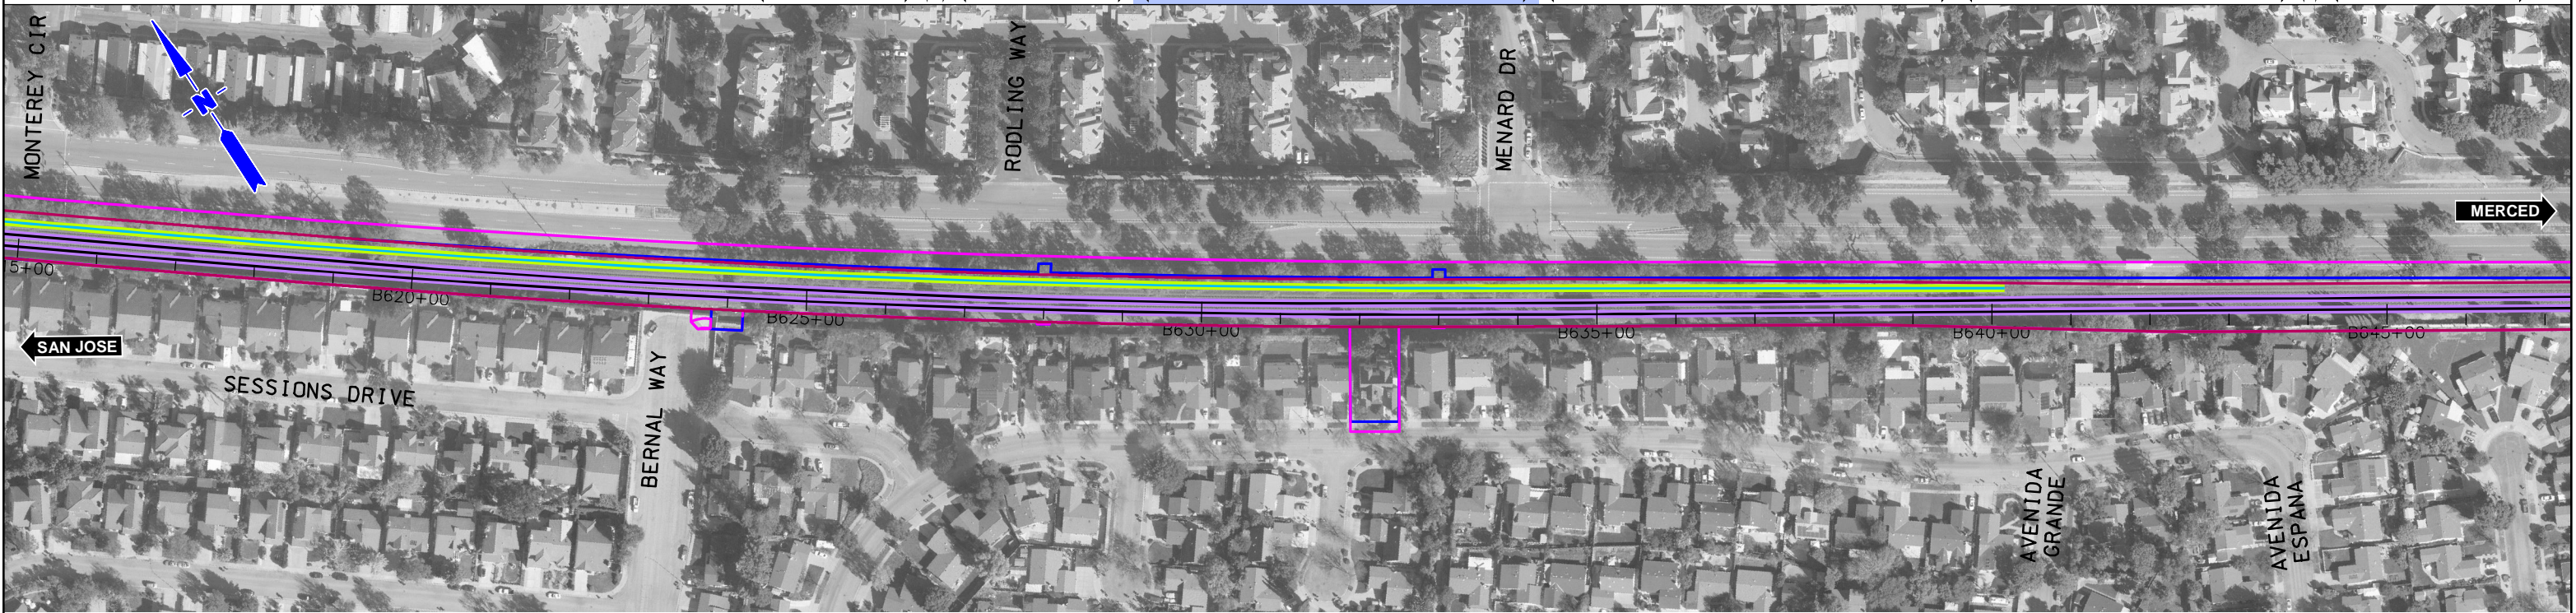 MONTEREY CIR
N
RODLING WAY
MENARD DR
MERCED
5+00
B620+00
B625+00
B630+00
B635+00
B640+00
B645+00
SAN JOSE
SESSIONS DRIVE
BERNAL WAY
AVENIDA
GRANDE
AVENIDA
ESPANA